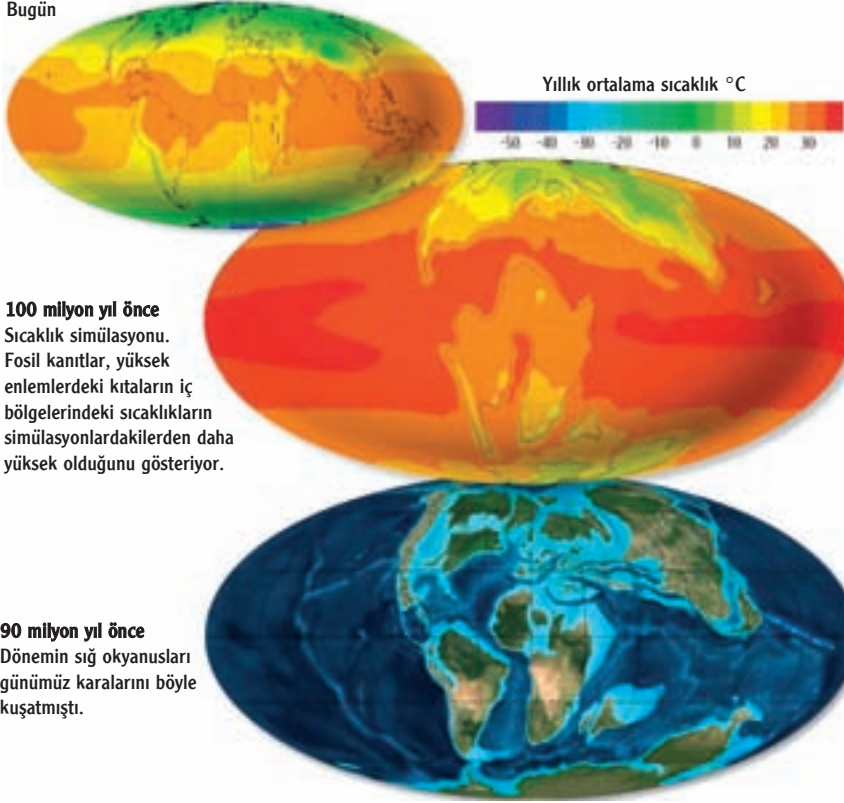 Bugün
Yıllık ortalama sıcaklık °C
-50 -40 -30 -20 -10 0 10 20 30
100 milyon yıl önce
Sıcaklık simülasyonu.
Fosil kanıtlar, yüksek
enlemlerdeki kıtaların iç
bölgelerindeki sıcaklıkların
simülasyonlardakilerden daha
yüksek olduğunu gösteriyor.
90 milyon yıl önce
Dönemin sığ okyanusları
günümüz karalarını böyle
kuşatmıştı.